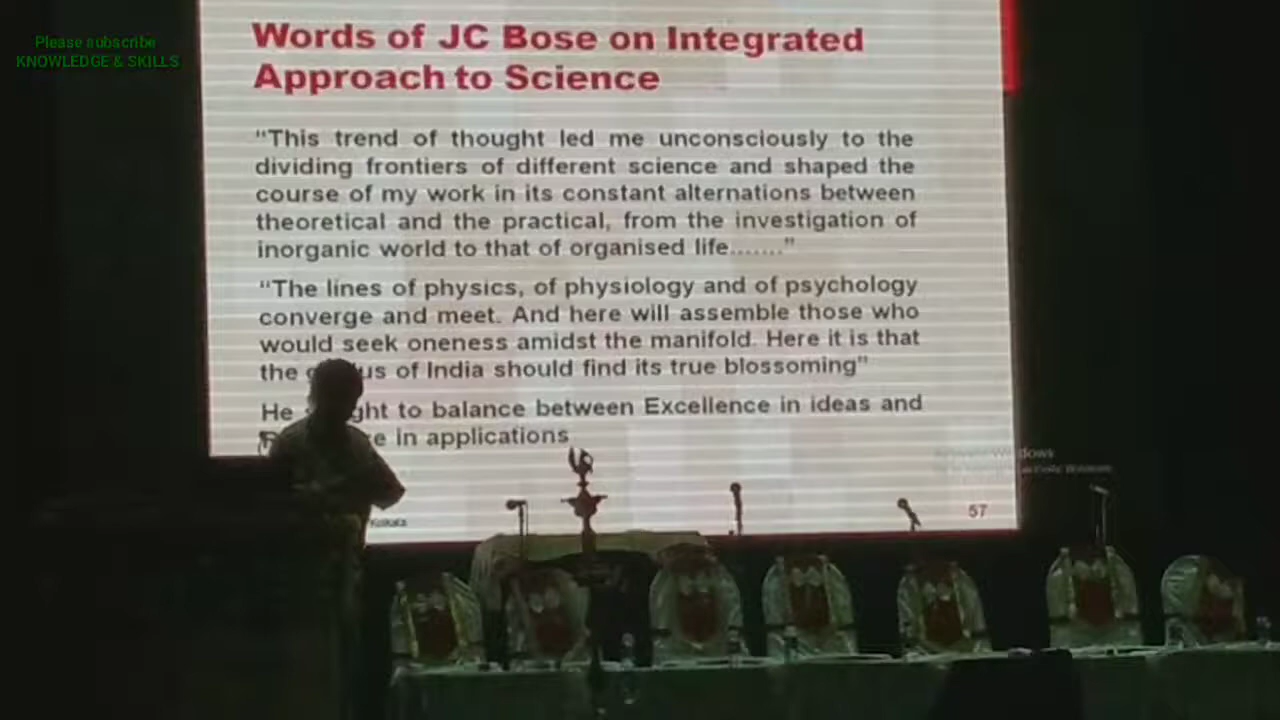 Please subscribe
KNOWLEDGE & SKILLS
Words of JC Bose on Integrated
Approach to Science
"This trend of thought led me unconsciously to the
dividing frontiers of different science and shaped the
course of my work in its constant alternations between
theoretical and the practical, from the investigation of
inorganic world to that of organised life......."
"The lines of physics, of physiology and of psychology
converge and meet. And here will assemble those who
would seek oneness amidst the manifold. Here it is that
the us of India should find its true blossoming"
He ght to balance between Excellence in ideas and
e in applications
Kolkata
57